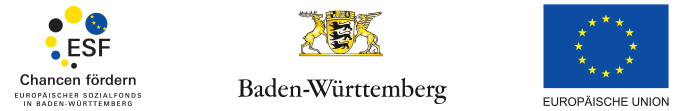 ESF
Chancen fördern
EUROPÄISCHER SOZIALFONDS
IN BADEN-WÜRTTEMBERG
Baden-Württemberg
EUROPÄISCHE UNION